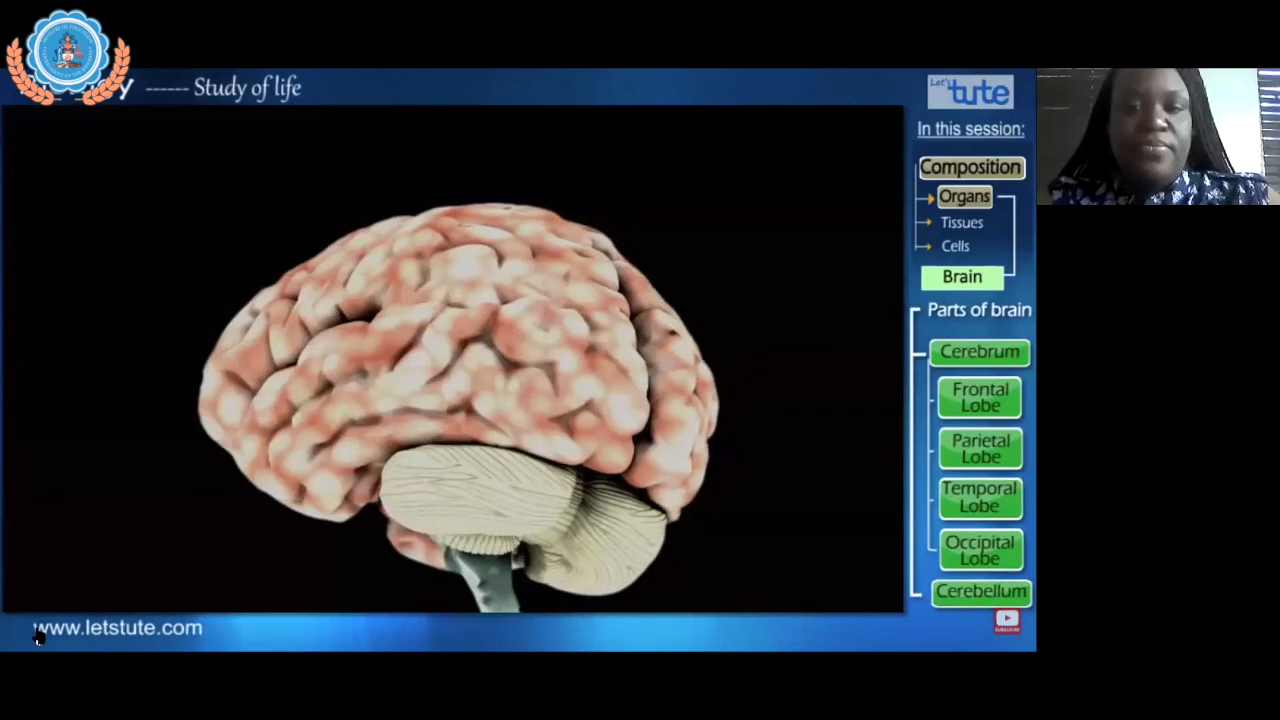 ------ Study of life
Let's
tute
In this session:
Composition
Organs
Tissues
Cells
Brain
Parts of brain
Cerebrum
Frontal
Lobe
Parietal
Lobe
Temporal
Lobe
Occipital
Lobe
Cerebellum
SUBSCRIBE
www.letstute.com